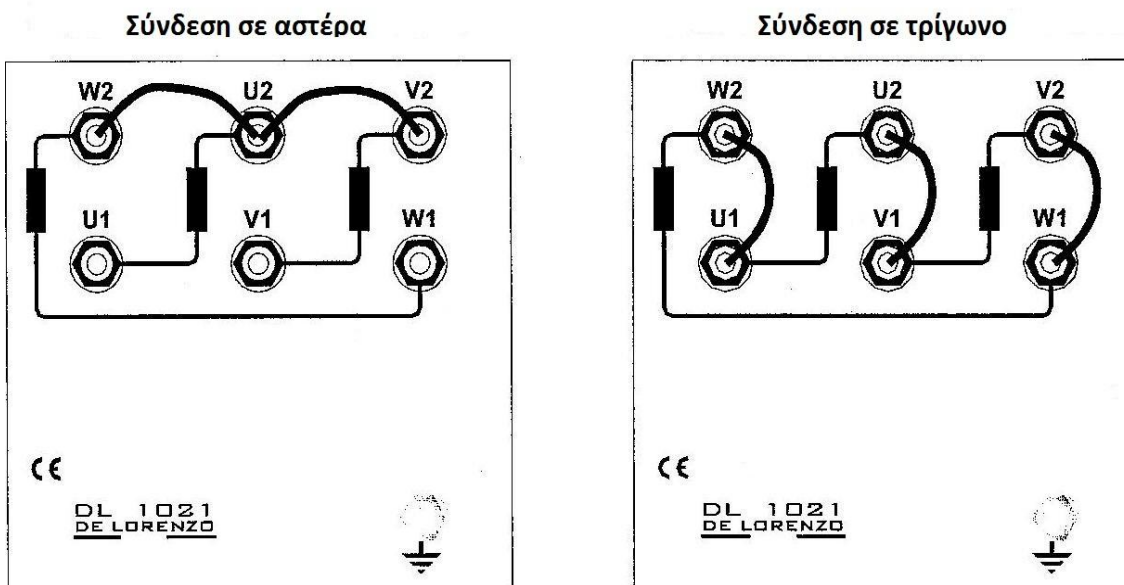 Σύνδεση σε αστέρα
W2 U2 V2
U1 V1 W1
CE
DL 1021
DE LORENZO
Σύνδεση σε τρίγωνο
W2 U2 V2
U1 V1 W1
CE
DL 1021
DE LORENZO